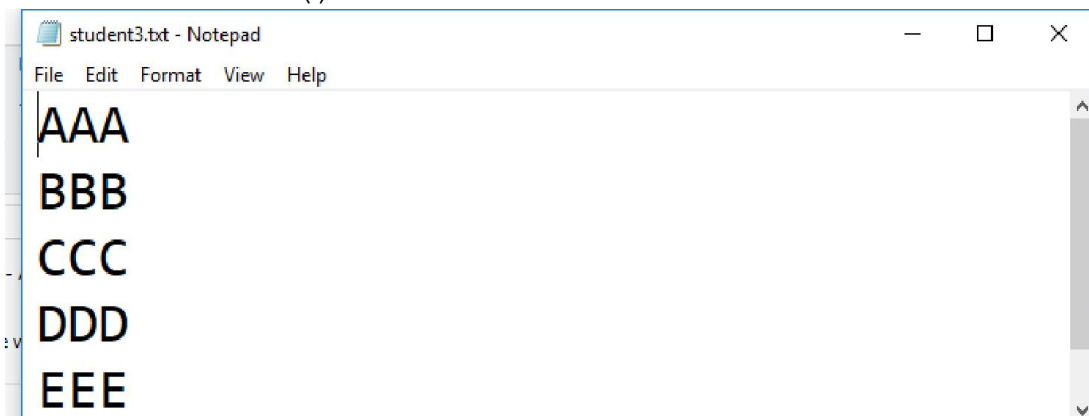 student3.txt - Notepad
File Edit Format View Help
AAA
BBB
CCC
DDD
EEE